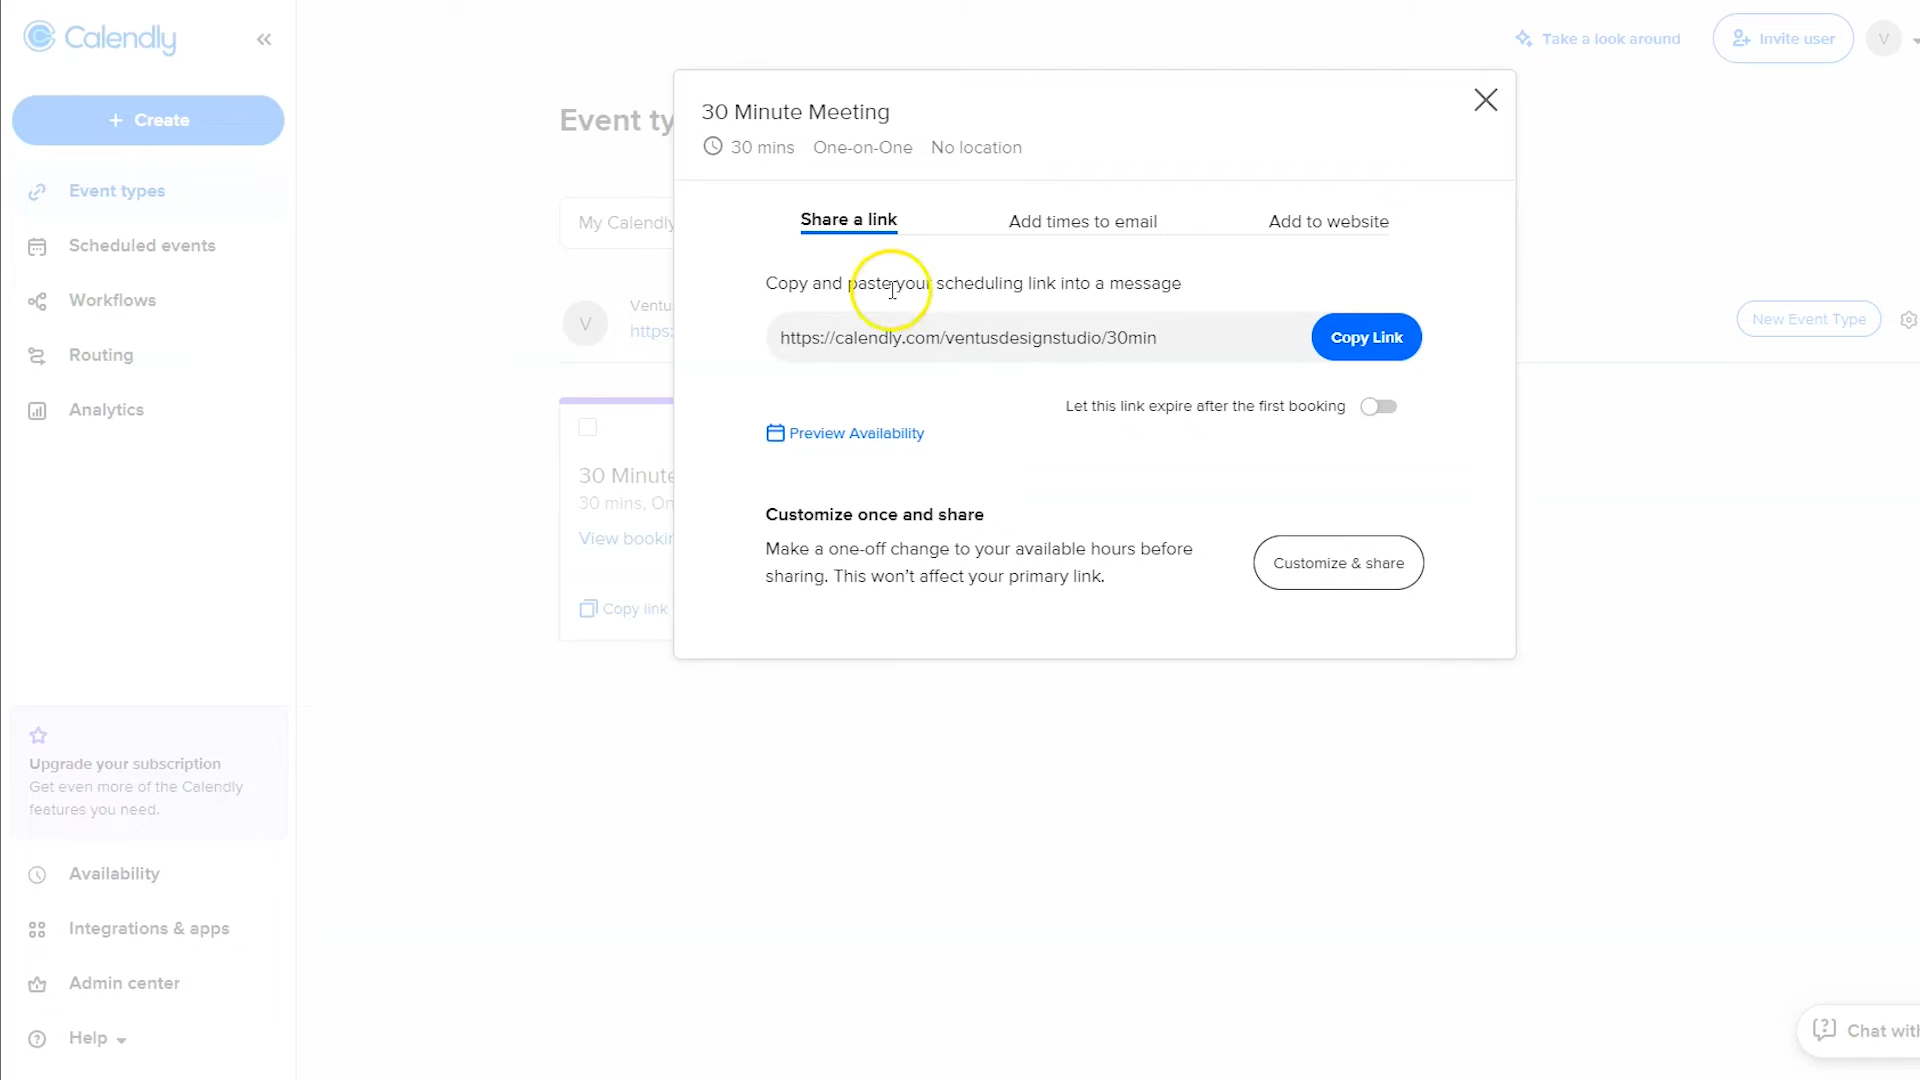 Calendly
Take a look around
Invite user
V
Create
Event types
Scheduled events
Workflows
Routing
Analytics
Upgrade your subscription
Get even more of the Calendly
features you need.
Availability
Integrations & apps
Admin center
Help
Event ty
My Calendly
V
Ventus
https:
New Event Type
30 Minute
30 mins, On
View bookin
Copy link
30 Minute Meeting
30 mins One-on-One No location
Share a link
Add times to email
Add to website
Copy and paste your scheduling link into a message
https://calendly.com/ventusdesignstudio/30min
Copy Link
Let this link expire after the first booking
Preview Availability
Customize once and share
Make a one-off change to your available hours before
sharing. This won't affect your primary link.
Customize & share
Chat with